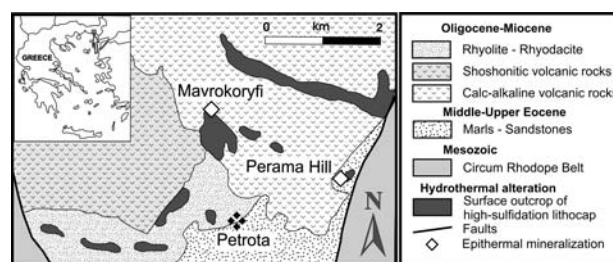 GREECE
0 km 2
Mavrokoryfi
Perama Hill
N
Petrota
Oligocene-Miocene
Rhyolite - Rhyodacite
Shoshonitic volcanic rocks
Calc-alkaline volcanic rocks
Middle-Upper Eocene
Marls - Sandstones
Mesozoic
Circum Rhodope Belt
Hydrothermal alteration
Surface outcrop of
high-sulfidation lithocap
Faults
Epithermal mineralization